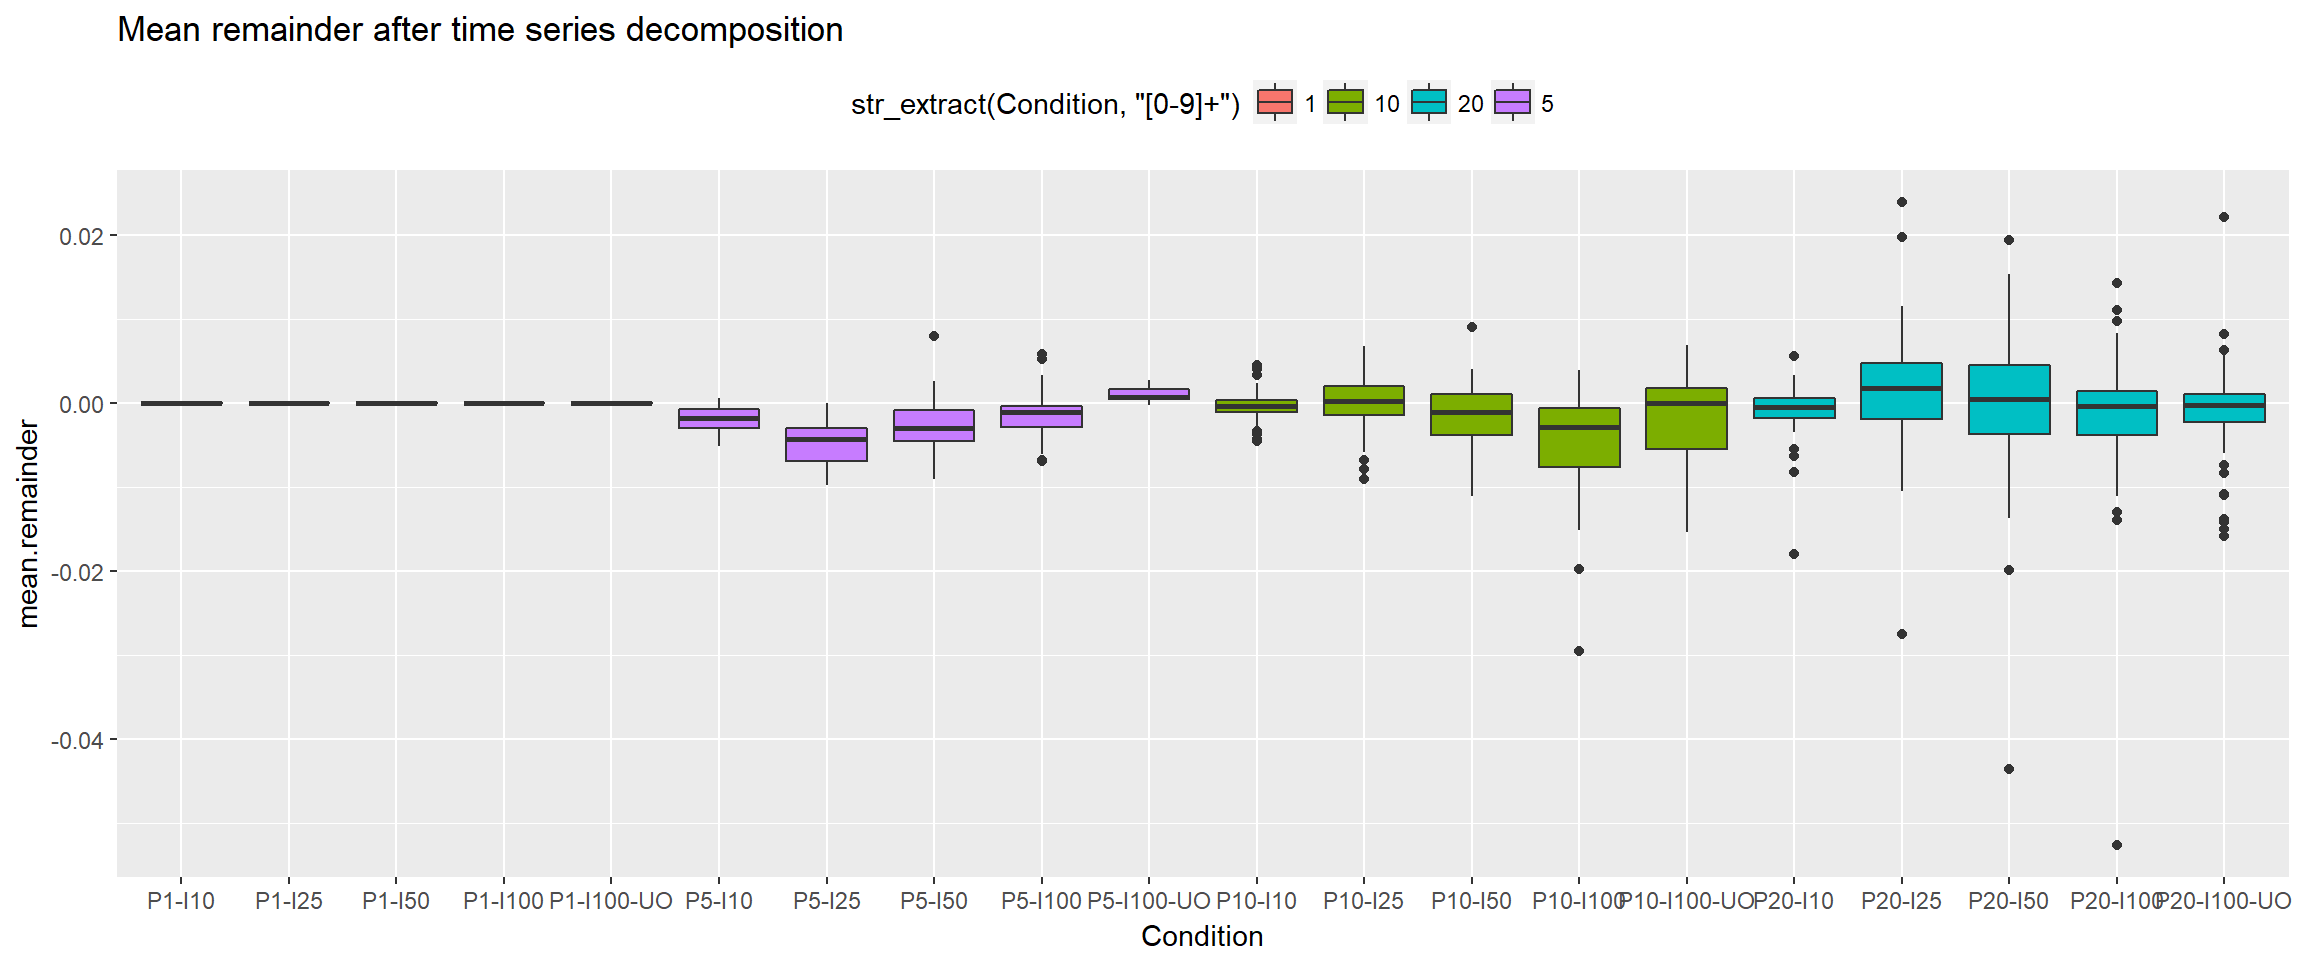 Mean remainder after time series decomposition
str_extract(Condition, "[0-9]+") 1 10 20 5
0.02
0.00
-0.02
-0.04
mean.remainder
P1-I10 P1-I25 P1-I50 P1-I100 P1-I100-UO P5-I10 P5-I25 P5-I50 P5-I100 P5-I100-UO P10-I10 P10-I25 P10-I50 P10-I100 P10-I100-UO P20-I10 P20-I25 P20-I50 P20-I100 P20-I100-UO
Condition